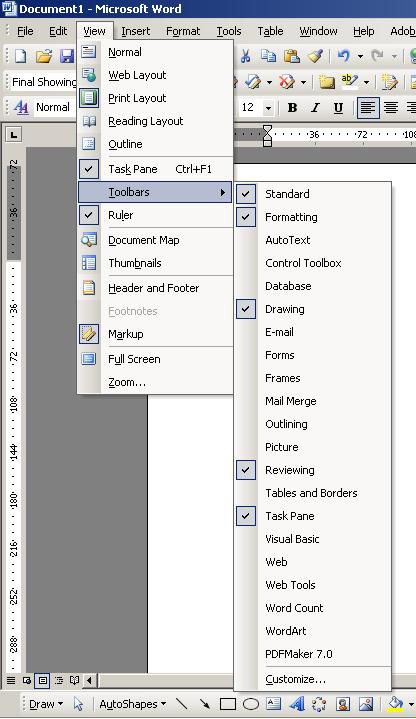 Document1 - Microsoft Word
File Edit View Insert Format Tools Table Window Help Adob
Final Showing
Normal 12 B I U
Normal
Web Layout
Print Layout
Reading Layout
Outline
Task Pane Ctrl+F1
Toolbars
Ruler
Document Map
Thumbnails
Header and Footer
Footnotes
Markup
Full Screen
Zoom...
Standard
Formatting
AutoText
Control Toolbox
Database
Drawing
E-mail
Forms
Frames
Mail Merge
Outlining
Picture
Reviewing
Tables and Borders
Task Pane
Visual Basic
Web
Web Tools
Word Count
WordArt
PDFMaker 7.0
Customize...
36 72 108
72
36
36
72
108
144
180
216
252
288
Draw AutoShapes